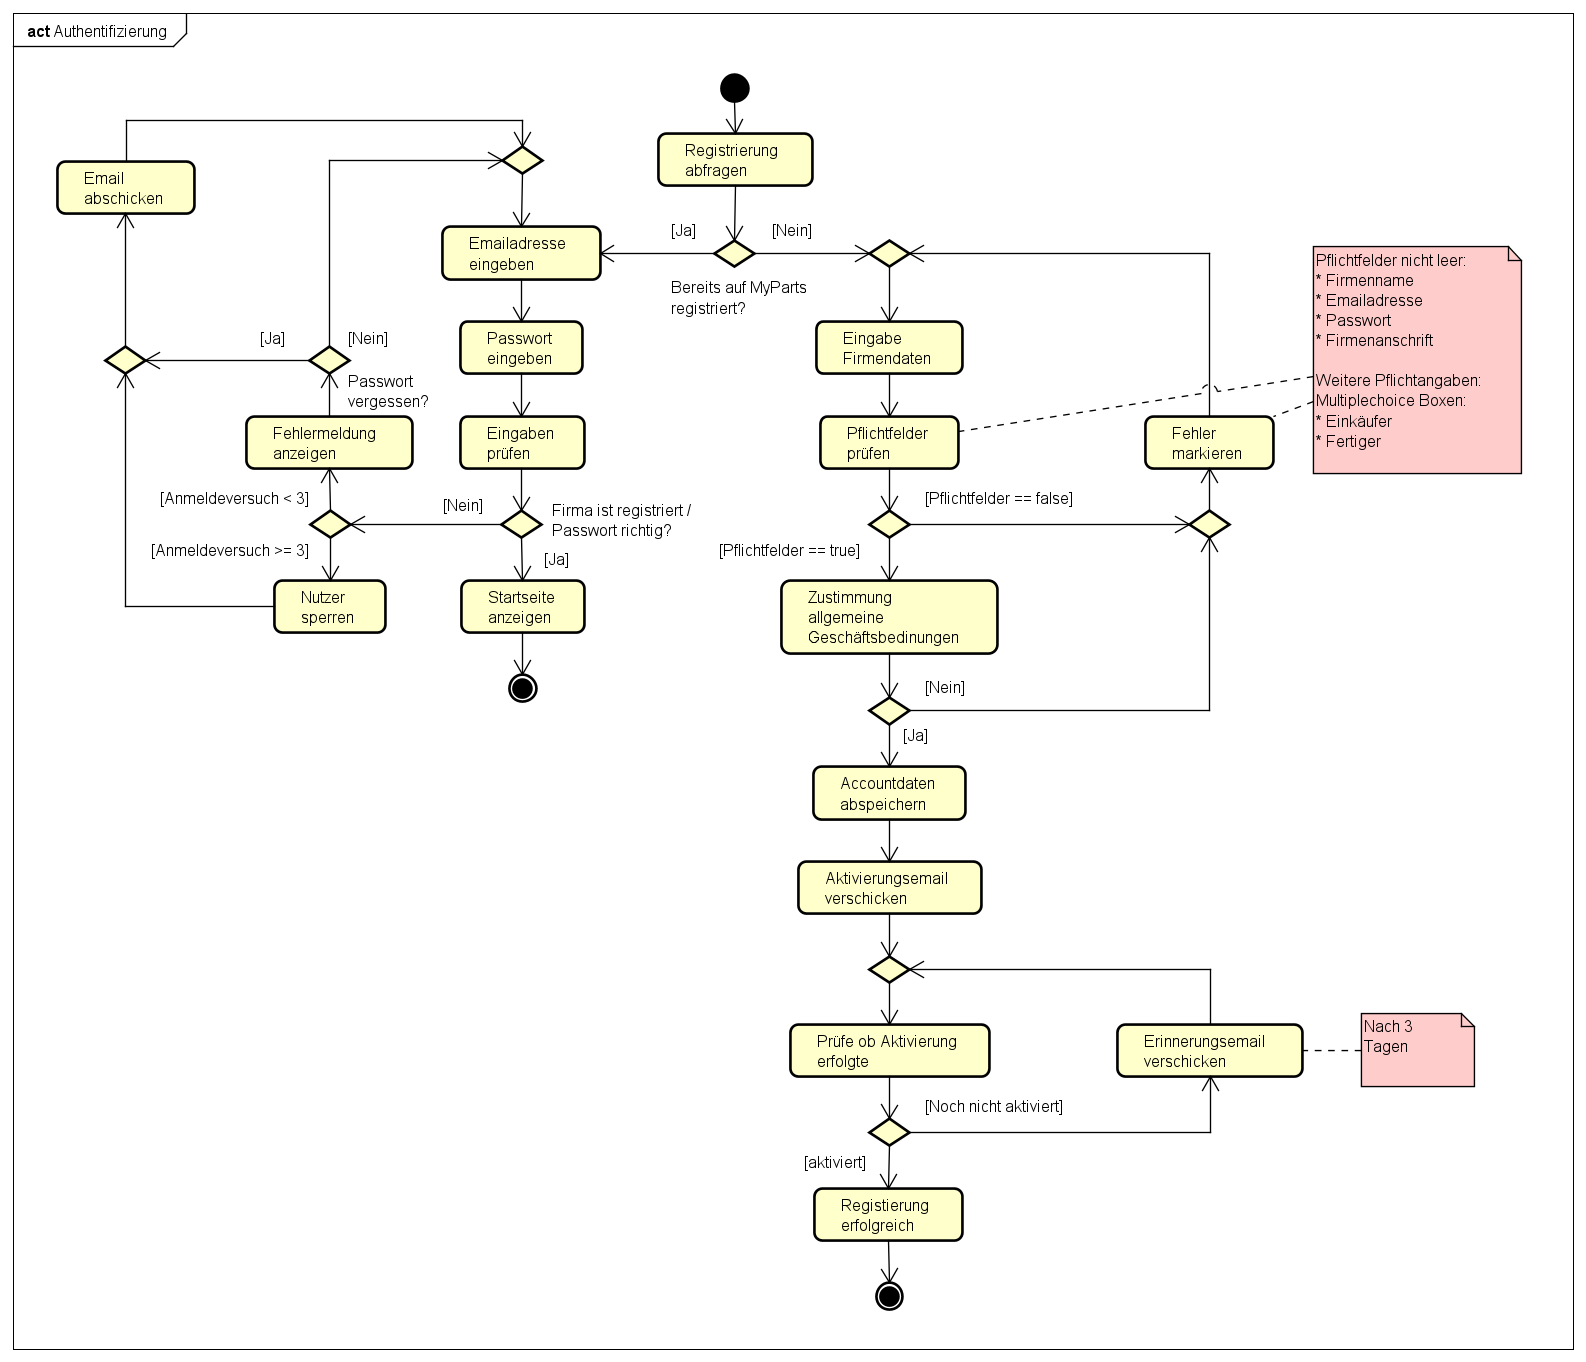 act Authentifizierung
Registrierung
abfragen
Email
abschicken
[Ja]
[Nein]
Emailadresse
eingeben
Bereits auf MyParts
registriert?
Pflichtfelder nicht leer:
* Firmenname
* Emailadresse
* Passwort
* Firmenanschrift
Weitere Pflichtangaben:
Multiplechoice Boxen:
* Einkäufer
* Fertiger
[Ja]
[Nein]
Passwort
vergessen?
Passwort
eingeben
Eingabe
Firmendaten
Fehlermeldung
anzeigen
Eingaben
prüfen
Pflichtfelder
prüfen
Fehler
markieren
[Anmeldeversuch < 3]
[Nein]
Firma ist registriert /
Passwort richtig?
[Pflichtfelder == false]
[Anmeldeversuch >= 3]
[Ja]
[Pflichtfelder == true]
Nutzer
sperren
Startseite
anzeigen
Zustimmung
allgemeine
Geschäftsbedinungen
[Nein]
[Ja]
Accountdaten
abspeichern
Aktivierungsemail
verschicken
Prüfe ob Aktivierung
erfolgte
Erinnerungsemail
verschicken
Nach 3
Tagen
[Noch nicht aktiviert]
[aktiviert]
Registierung
erfolgreich